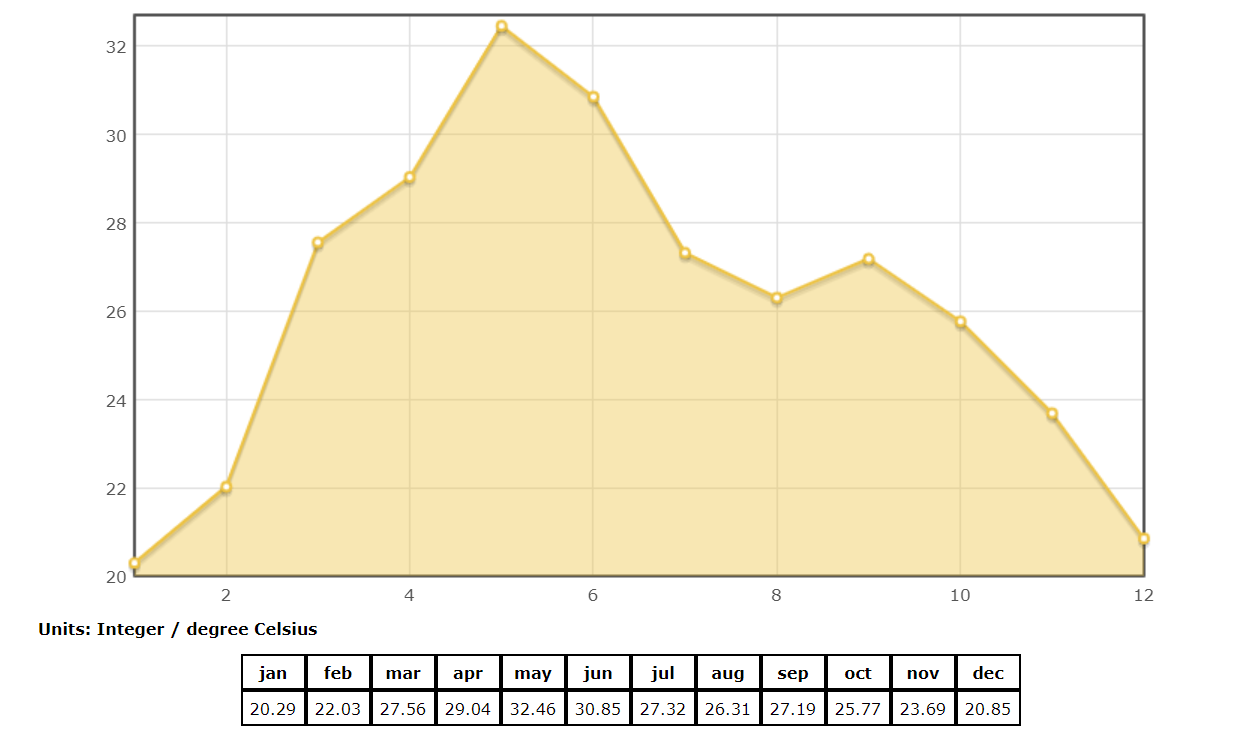 32
30
28
26
24
22
20
2 4 6 8 10 12
Units: Integer / degree Celsius
jan feb mar apr may jun jul aug sep oct nov dec
20.29 22.03 27.56 29.04 32.46 30.85 27.32 26.31 27.19 25.77 23.69 20.85